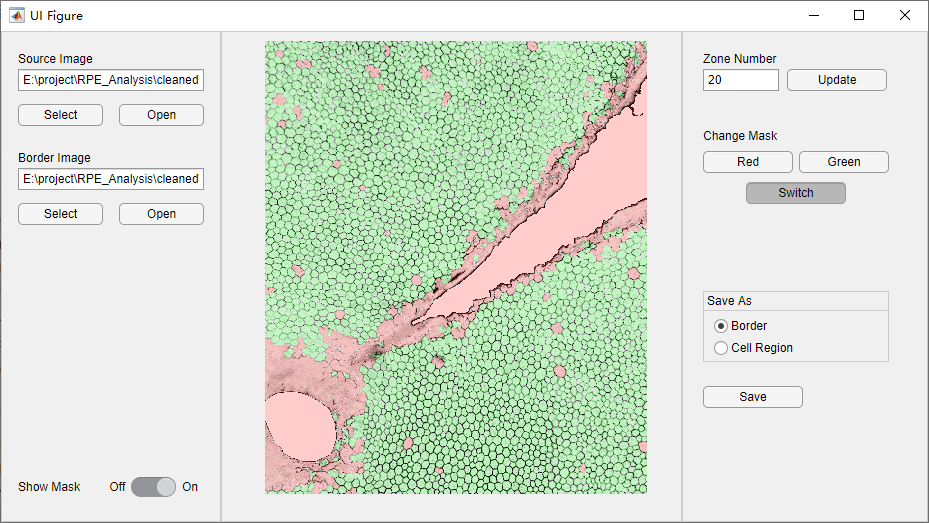 UI Figure
Source Image
E:\project\RPE_Analysis\cleaned
Select
Open
Border Image
E:\project\RPE_Analysis\cleaned
Select
Open
Show Mask
Off
On
Zone Number
20
Update
Change Mask
Red
Green
Switch
Save As
Border
Cell Region
Save